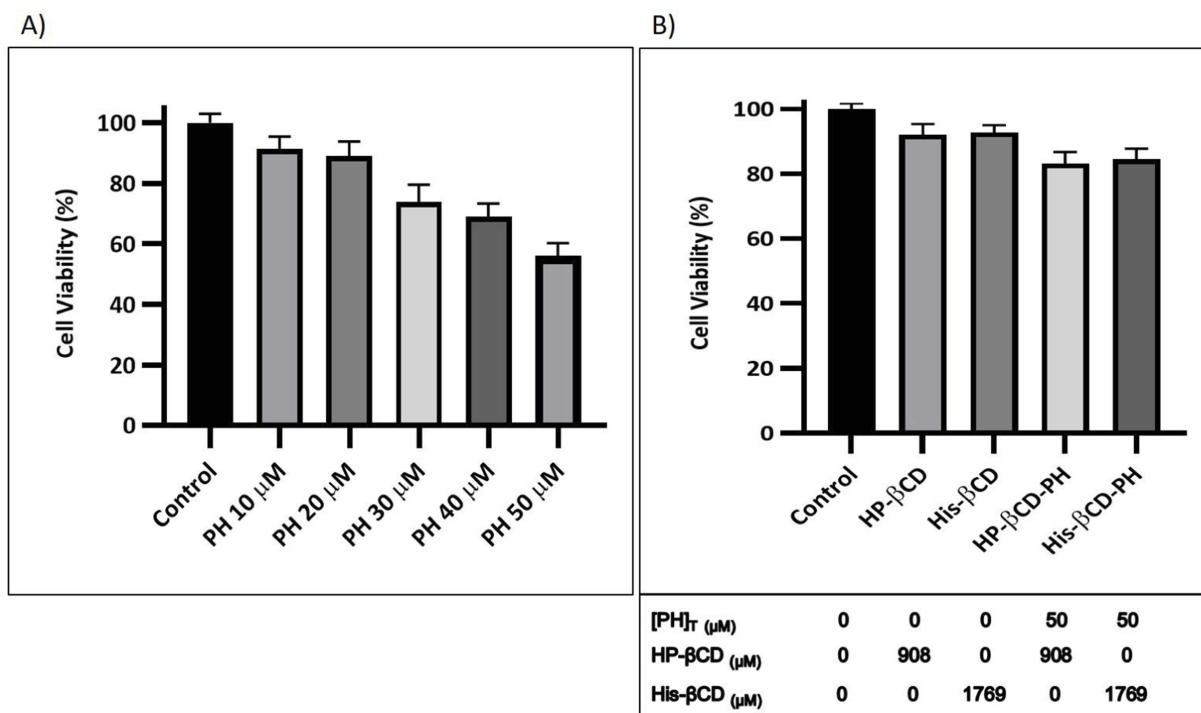 A)
Cell Viability (%)
100
80
60
40
20
0
Control
PH 10 μM
PH 20 μM
PH 30 μM
PH 40 μM
PH 50 μM
B)
Cell Viability (%)
100
80
60
40
20
0
Control
HP-βCD
His-βCD
HP-βCD-PH
His-βCD-PH
[PH]T (μM) 0 0 0 50 50
HP-βCD (μM) 0 908 0 908 0
His-βCD (μM) 0 0 1769 0 1769